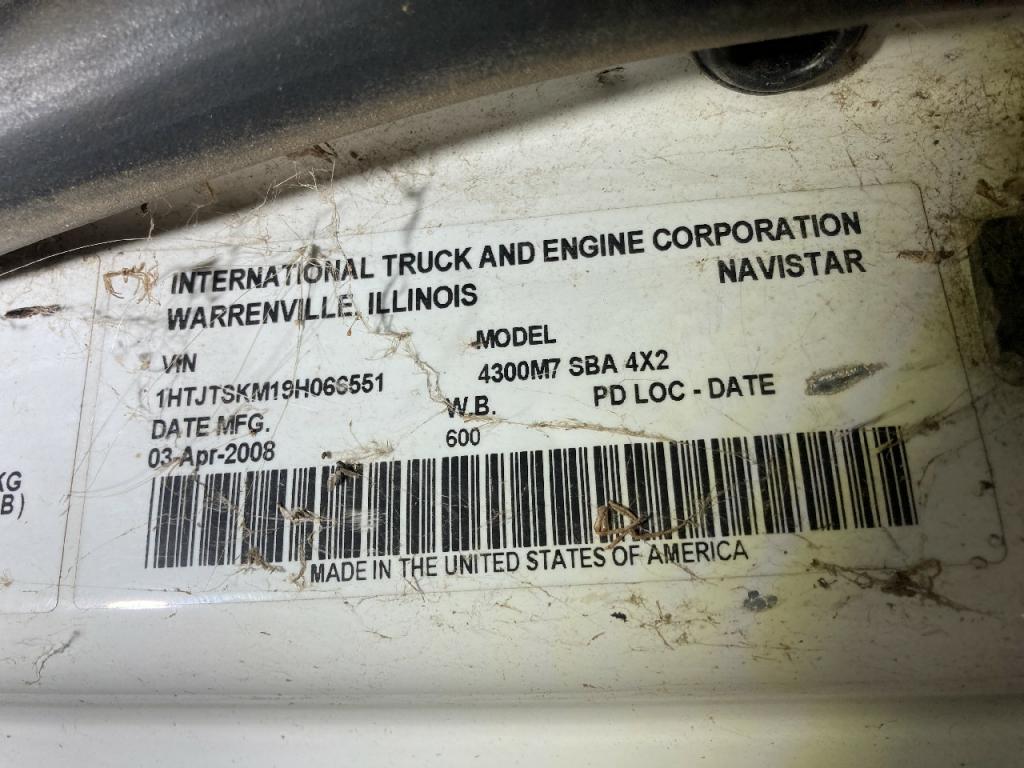 INTERNATIONAL TRUCK AND ENGINE CORPORATION
WARRENVILLE, ILLINOIS NAVISTAR
VIN MODEL
1HTJTSKM19H066551 4300M7 SBA 4X2
DATE MFG. W.B. PD LOC - DATE
03-Apr-2008 600
MADE IN THE UNITED STATES OF AMERICA
KG
B)